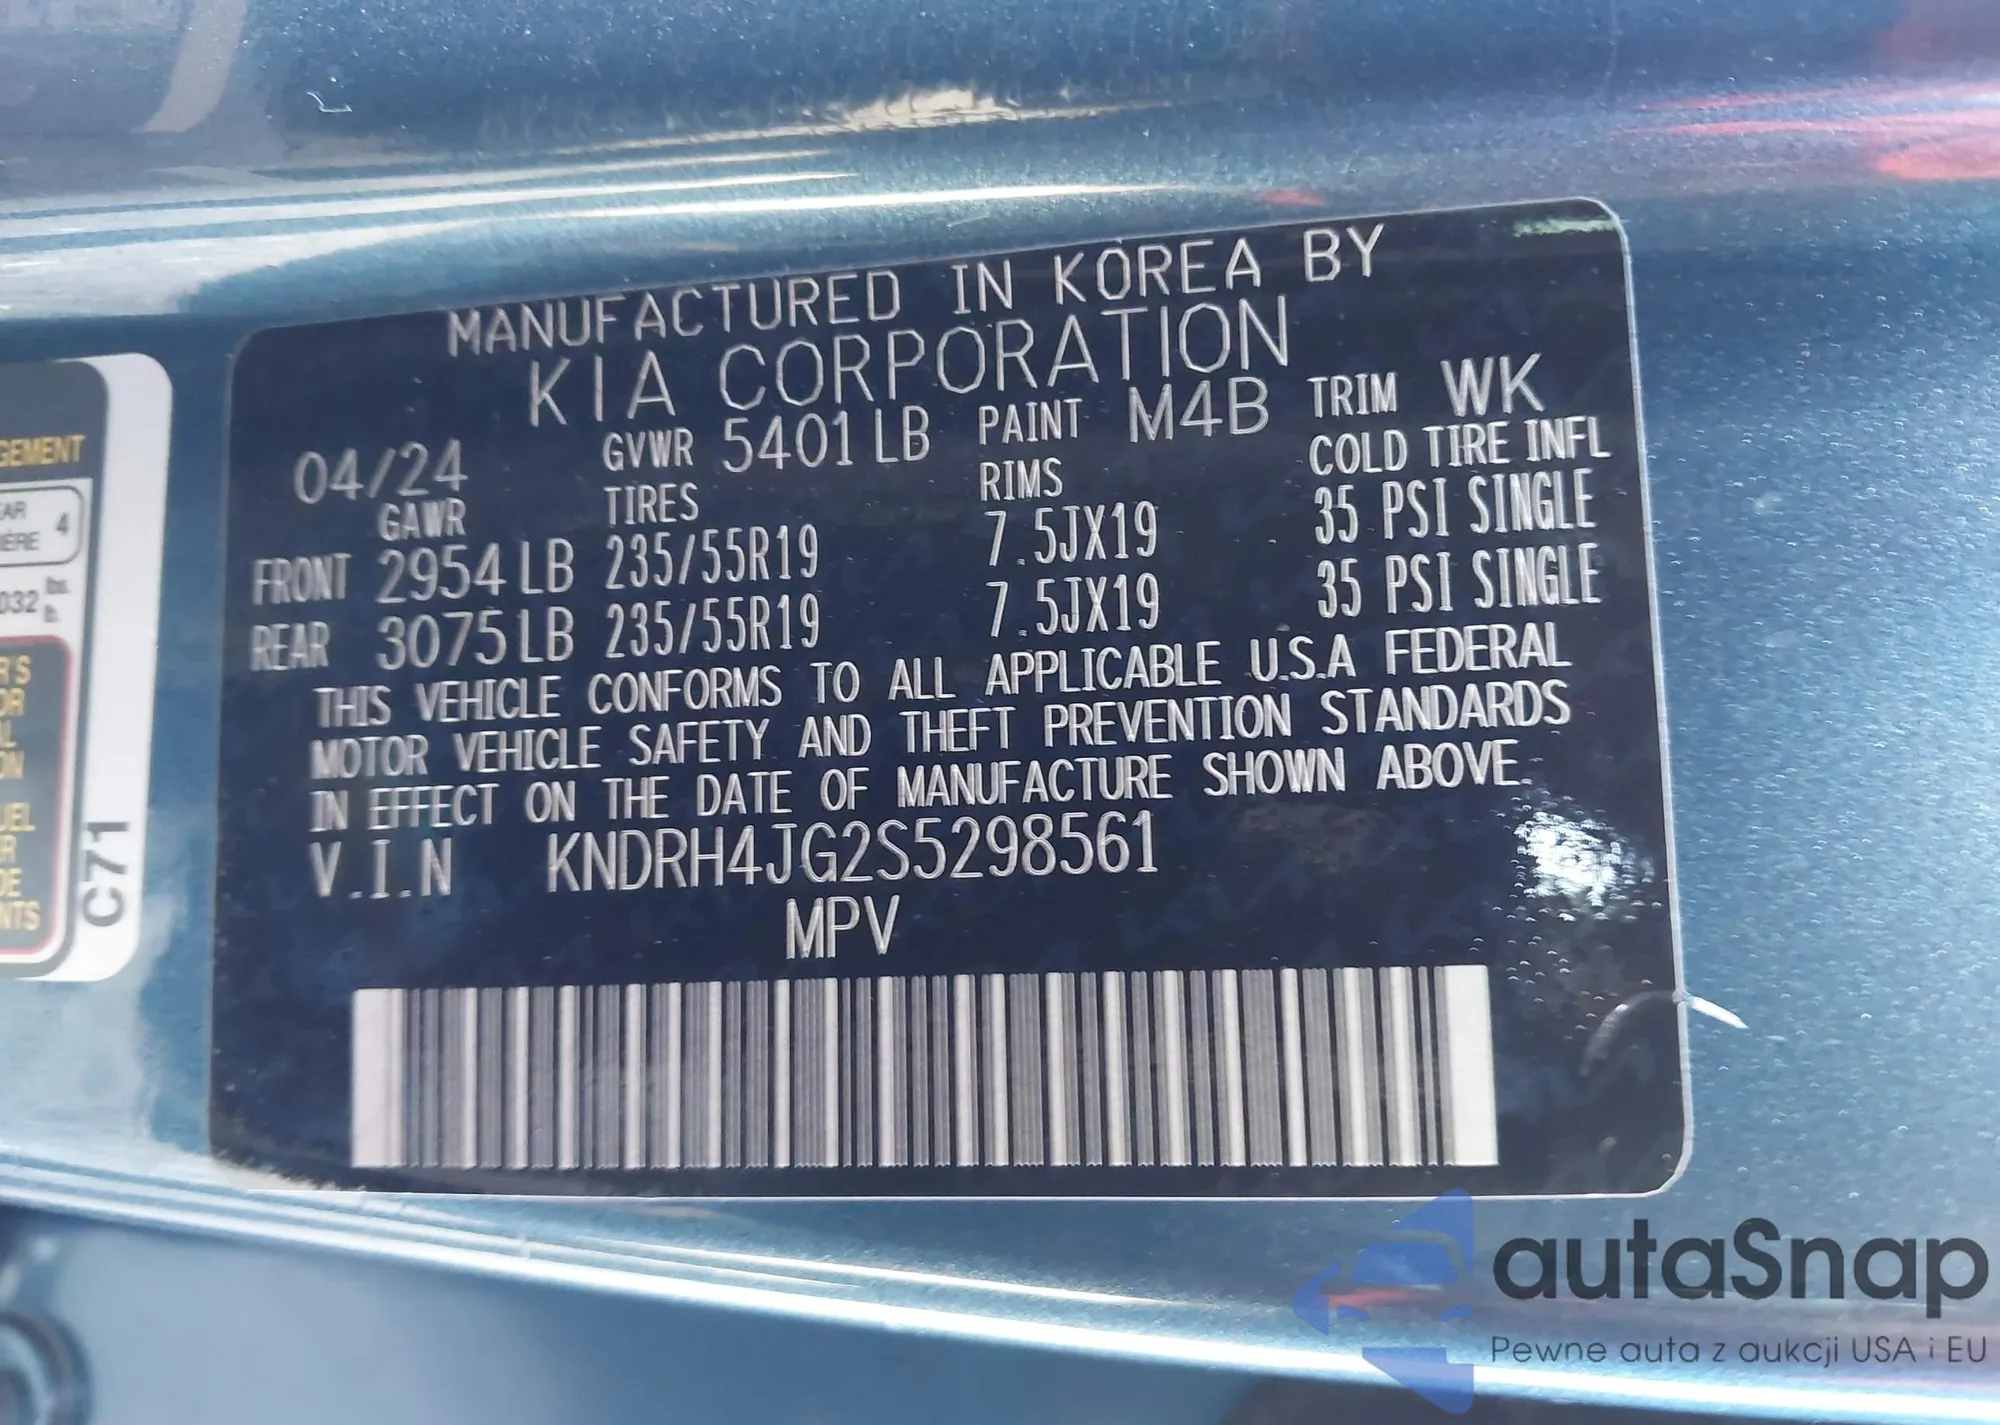 MANUFACTURED IN KOREA BY
KIA CORPORATION
04/24 GVWR 5401 LB PAINT M4B TRIM WK
GAWR TIRES RIMS COLD TIRE INFL
FRONT 2954 LB 235/55R19 7.5JX19 35 PSI SINGLE
REAR 3075 LB 235/55R19 7.5JX19 35 PSI SINGLE
THIS VEHICLE CONFORMS TO ALL APPLICABLE U.S.A FEDERAL
MOTOR VEHICLE SAFETY AND THEFT PREVENTION STANDARDS
IN EFFECT ON THE DATE OF MANUFACTURE SHOWN ABOVE.
V.I.N KNDRH4JG2S5298561
MPV
4
lbs.
C71
autaSnap
Pewne auta z aukcji USA i EU